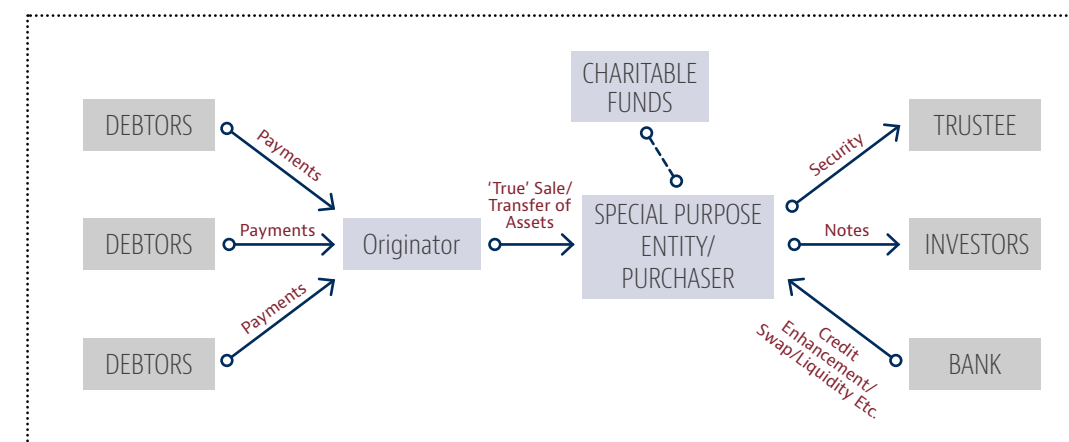 CHARITABLE
FUNDS
DEBTORS
Payments
TRUSTEE
Security
'True' Sale/
Transfer of
Assets
DEBTORS
Payments
Originator
SPECIAL PURPOSE
ENTITY/
PURCHASER
Notes
INVESTORS
DEBTORS
Payments
Credit
Enhancement/
Swap/Liquidity Etc.
BANK